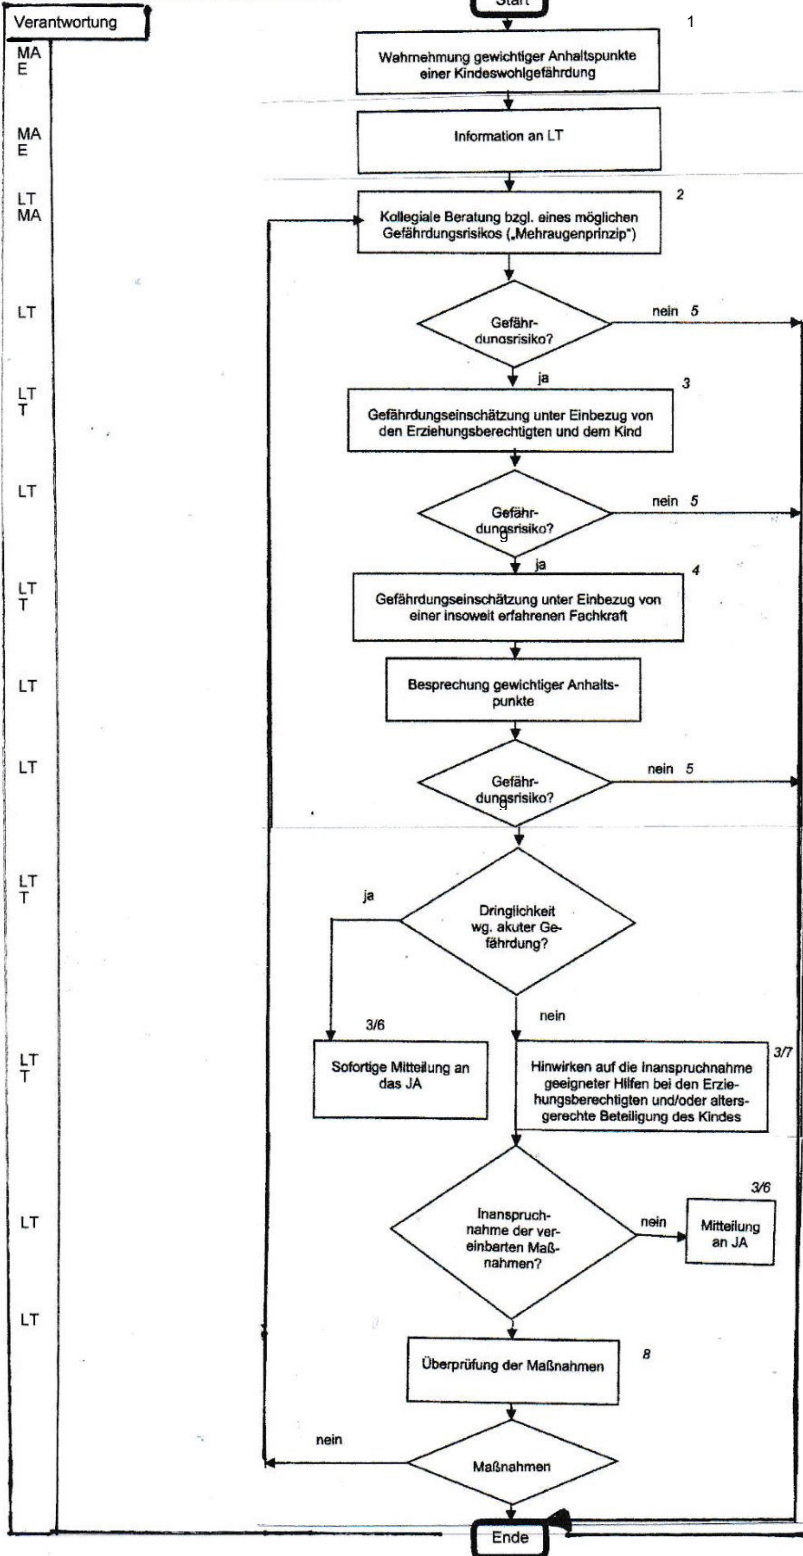 Start
Verantwortung
1
MA
E
Wahrnehmung gewichtiger Anhaltspunkte
einer Kindeswohlgefährdung
MA
E
Information an LT
LT
MA
2
Kollegiale Beratung bzgl. eines möglichen
Gefährdungsrisikos („Mehraugenprinzip")
LT
Gefähr-
dungsrisiko?
nein 5
ja
LT
T
3
Gefährdungseinschätzung unter Einbezug von
den Erziehungsberechtigten und dem Kind
LT
Gefähr-
dungsrisiko?
nein 5
ja
LT
T
4
Gefährdungseinschätzung unter Einbezug von
einer insoweit erfahrenen Fachkraft
LT
Besprechung gewichtiger Anhalts-
punkte
LT
Gefähr-
dungsrisiko?
nein 5
LT
T
ja
Dringlichkeit
wg. akuter Ge-
fährdung?
nein
LT
T
3/6
Sofortige Mitteilung an
das JA
3/7
Hinwirken auf die Inanspruchnahme
geeigneter Hilfen bei den Erzie-
hungsberechtigten und/oder alters-
gerechte Beteiligung des Kindes
LT
Inanspruch-
nahme der ver-
einbarten Maß-
nahmen?
nein
3/6
Mitteilung
an JA
LT
Überprüfung der Maßnahmen
8
nein
Maßnahmen
Ende